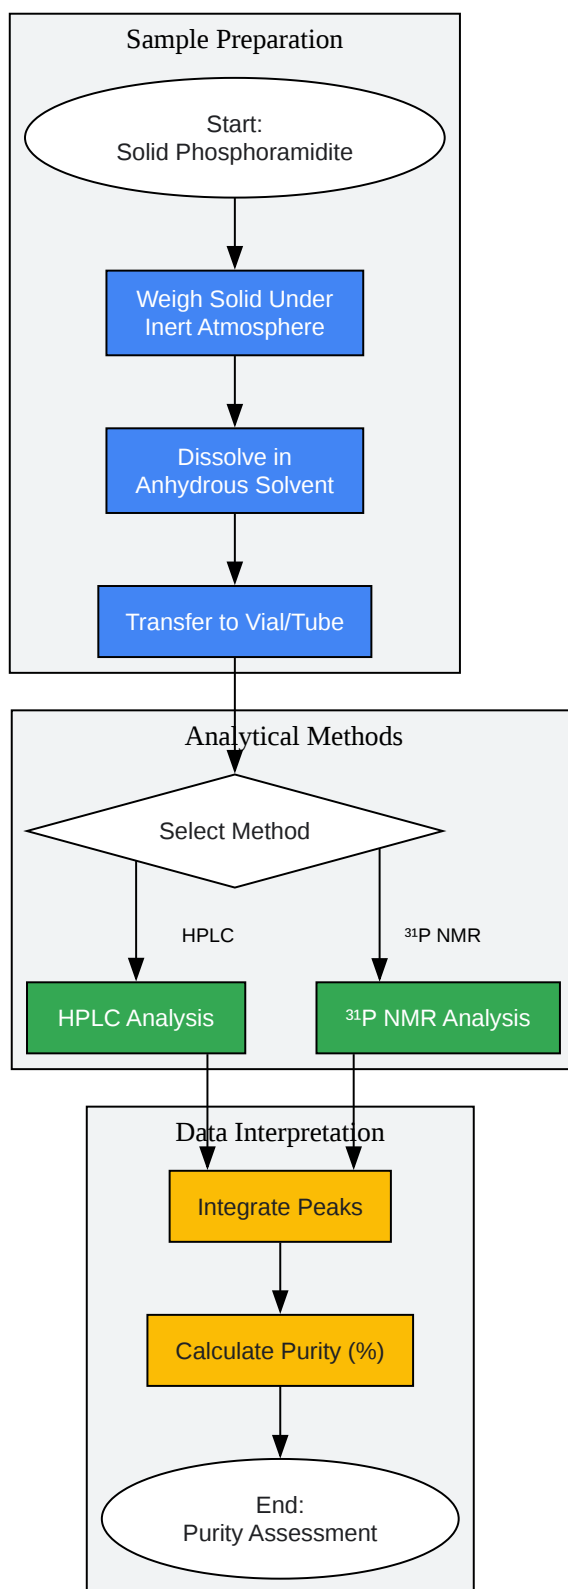 Sample Preparation
Start:
Solid Phosphoramidite
Weigh Solid Under
Inert Atmosphere
Dissolve in
Anhydrous Solvent
Transfer to Vial/Tube
Analytical Methods
Select Method
HPLC
³¹P NMR
HPLC Analysis
³¹P NMR Analysis
Data Interpretation
Integrate Peaks
Calculate Purity (%)
End:
Purity Assessment